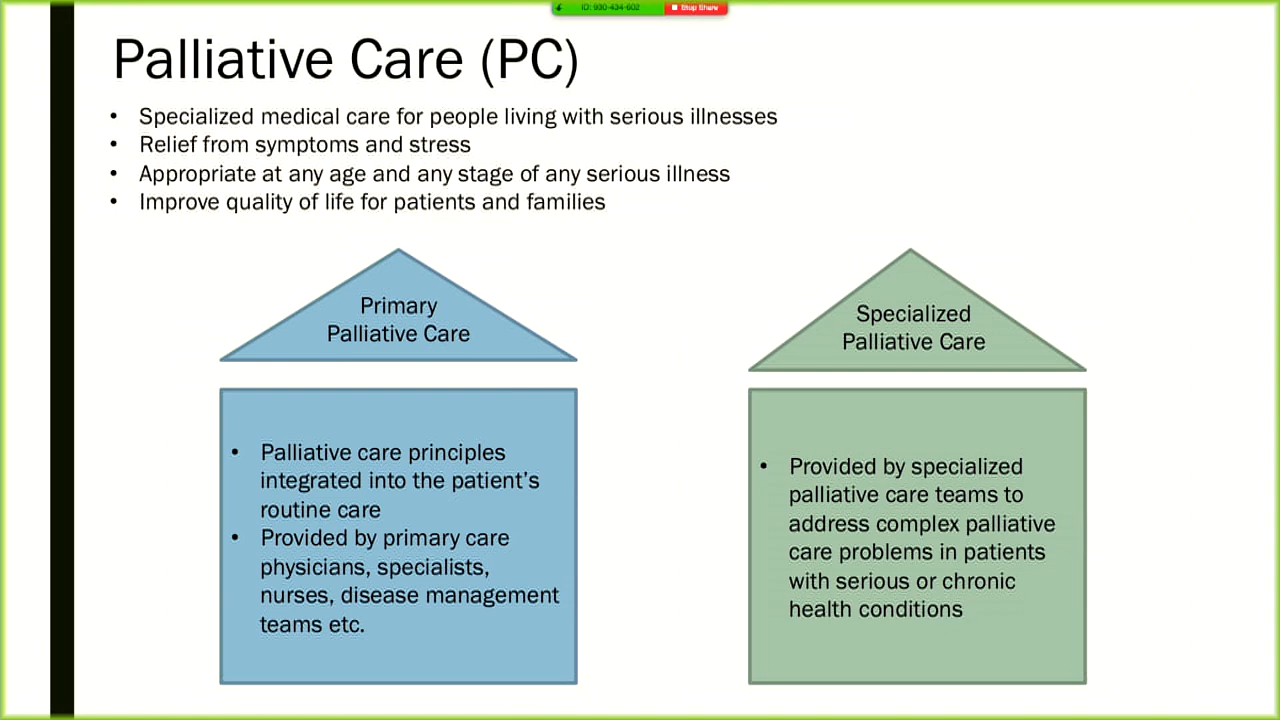 ID: 930-434-602
Stop Share
Palliative Care (PC)
• Specialized medical care for people living with serious illnesses
• Relief from symptoms and stress
• Appropriate at any age and any stage of any serious illness
• Improve quality of life for patients and families
Primary
Palliative Care
• Palliative care principles
integrated into the patient's
routine care
• Provided by primary care
physicians, specialists,
nurses, disease management
teams etc.
Specialized
Palliative Care
• Provided by specialized
palliative care teams to
address complex palliative
care problems in patients
with serious or chronic
health conditions